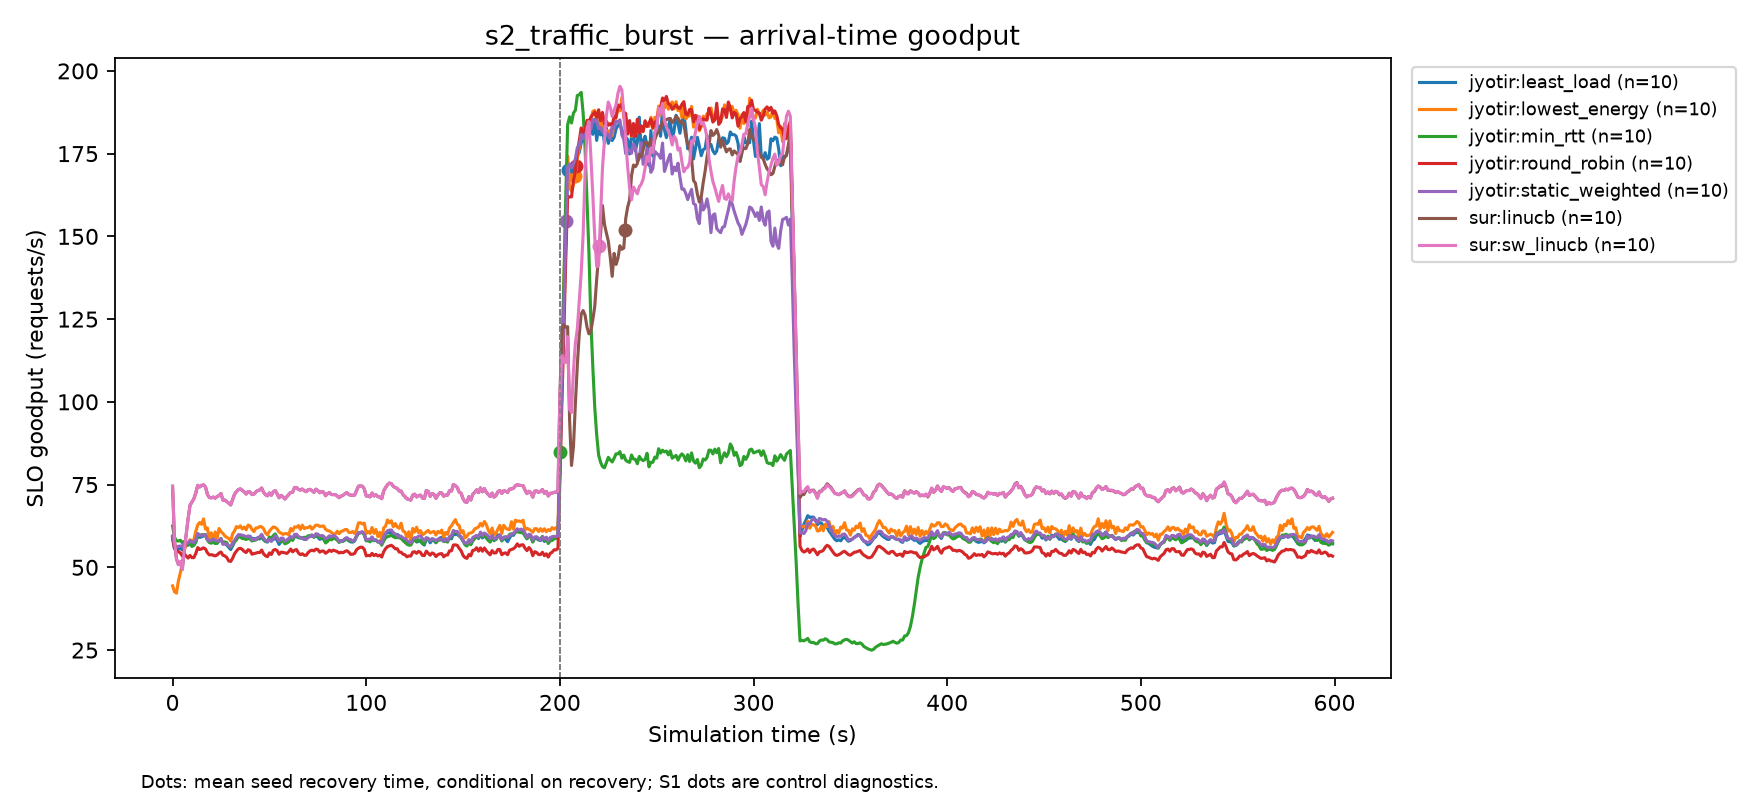 s2_traffic_burst — arrival-time goodput
SLO goodput (requests/s)
200
175
150
125
100
75
50
25
0
100
200
300
400
500
600
Simulation time (s)
jyotir:least_load (n=10)
jyotir:lowest_energy (n=10)
jyotir:min_rtt (n=10)
jyotir:round_robin (n=10)
jyotir:static_weighted (n=10)
sur:linucb (n=10)
sur:sw_linucb (n=10)
Dots: mean seed recovery time, conditional on recovery; S1 dots are control diagnostics.